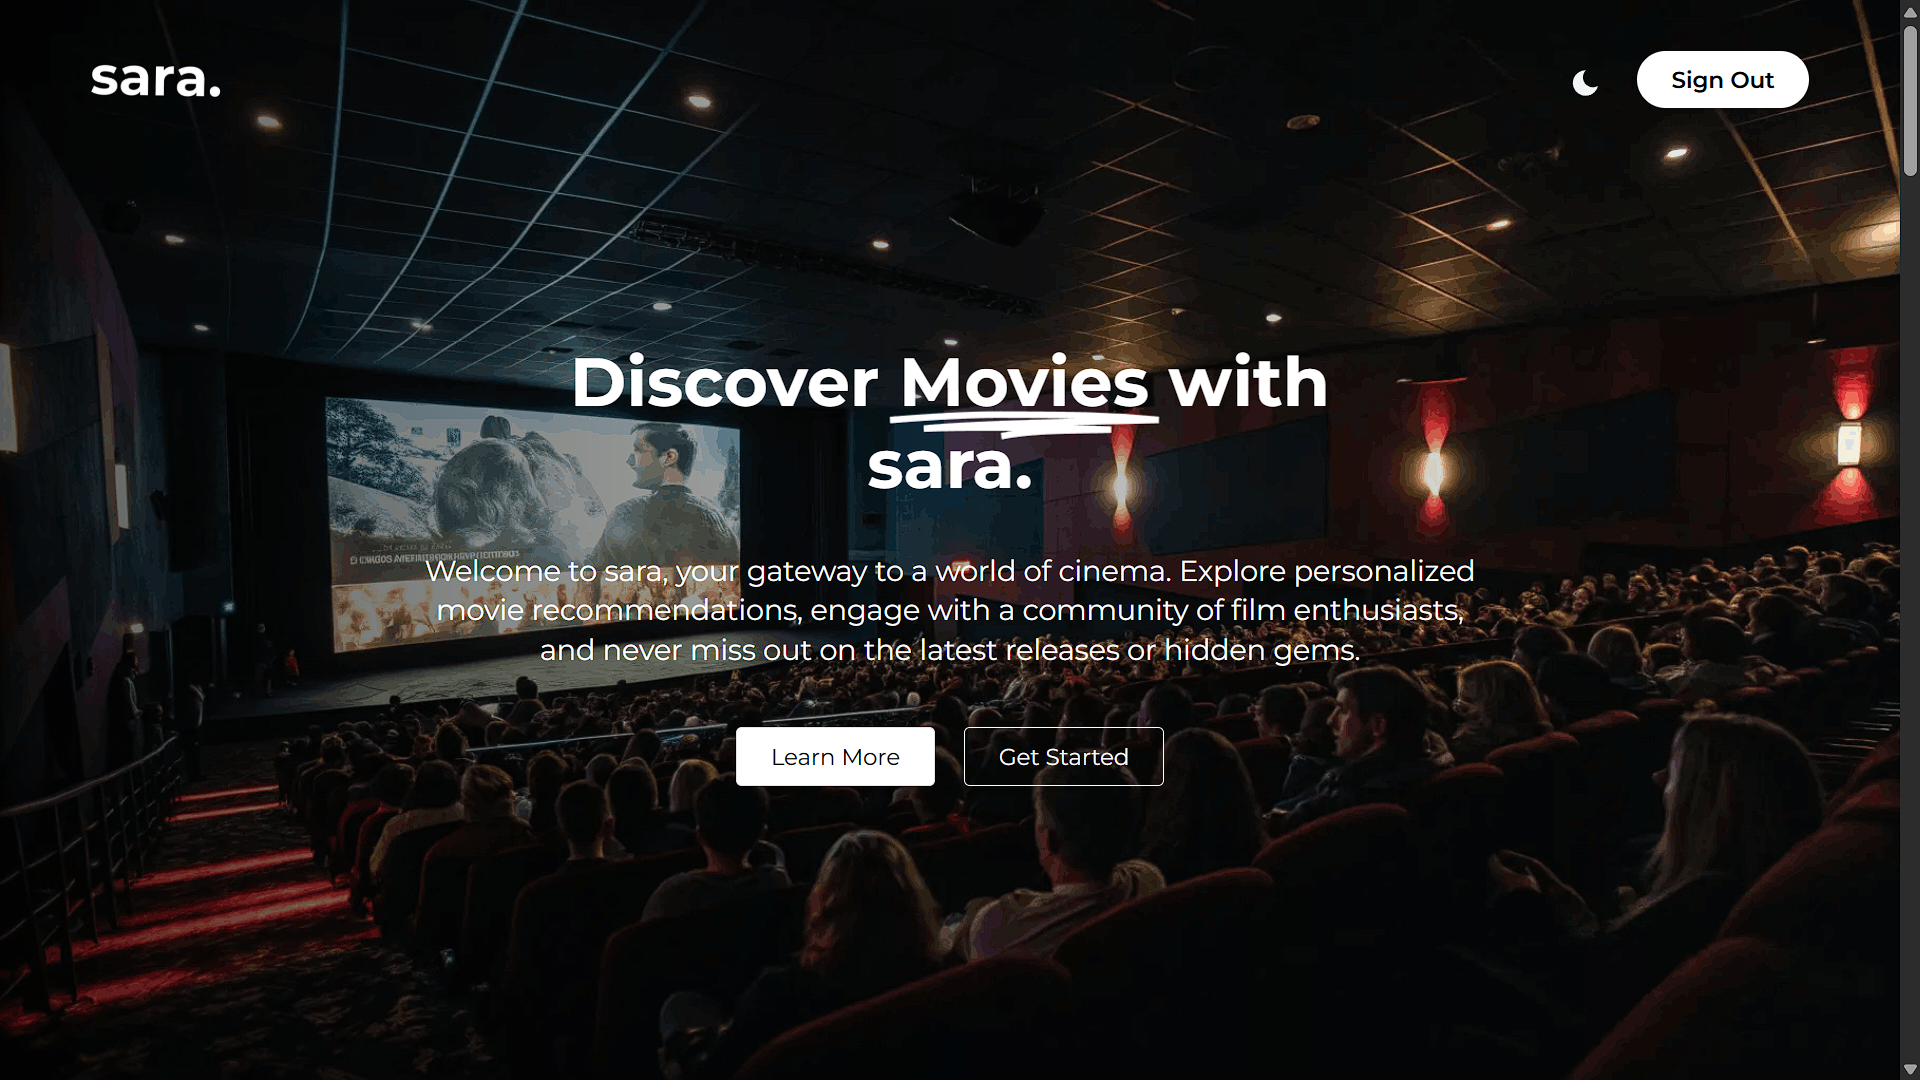 sara.
Sign Out
Discover Movies with
sara.
Welcome to sara, your gateway to a world of cinema. Explore personalized
movie recommendations, engage with a community of film enthusiasts,
and never miss out on the latest releases or hidden gems.
Learn More
Get Started